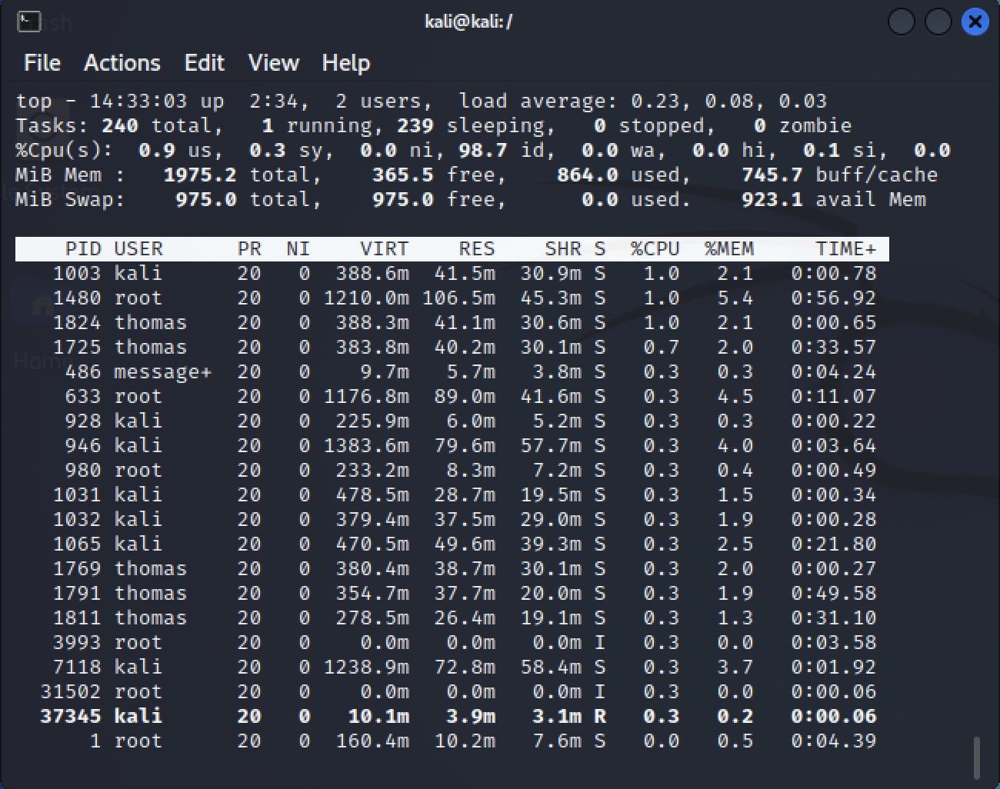 kali@kali: /
File Actions Edit View Help
top - 14:33:03 up  2:34,  2 users,  load average: 0.23, 0.08, 0.03
Tasks: 240 total,   1 running, 239 sleeping,   0 stopped,   0 zombie
%Cpu(s):  0.9 us,  0.3 sy,  0.0 ni, 98.7 id,  0.0 wa,  0.0 hi,  0.1 si,  0.0
MiB Mem :   1975.2 total,    365.5 free,    864.0 used,    745.7 buff/cache
MiB Swap:    975.0 total,    975.0 free,      0.0 used.    923.1 avail Mem
PID USER      PR  NI    VIRT    RES    SHR S  %CPU  %MEM     TIME+
1003 kali      20   0  388.6m  41.5m  30.9m S   1.0   2.1   0:00.78
1480 root      20   0 1210.0m 106.5m  45.3m S   1.0   5.4   0:56.92
1824 thomas    20   0  388.3m  41.1m  30.6m S   1.0   2.1   0:00.65
1725 thomas    20   0  383.8m  40.2m  30.1m S   0.7   2.0   0:33.57
486 message+  20   0    9.7m   5.7m   3.8m S   0.3   0.3   0:04.24
633 root      20   0 1176.8m  89.0m  41.6m S   0.3   4.5   0:11.07
928 kali      20   0  225.9m   6.0m   5.2m S   0.3   0.3   0:00.22
946 kali      20   0 1383.6m  79.6m  57.7m S   0.3   4.0   0:03.64
980 root      20   0  233.2m   8.3m   7.2m S   0.3   0.4   0:00.49
1031 kali      20   0  478.5m  28.7m  19.5m S   0.3   1.5   0:00.34
1032 kali      20   0  379.4m  37.5m  29.0m S   0.3   1.9   0:00.28
1065 kali      20   0  470.5m  49.6m  39.3m S   0.3   2.5   0:21.80
1769 thomas    20   0  380.4m  38.7m  30.1m S   0.3   2.0   0:00.27
1791 thomas    20   0  354.7m  37.7m  20.0m S   0.3   1.9   0:49.58
1811 thomas    20   0  278.5m  26.4m  19.1m S   0.3   1.3   0:31.10
3993 root      20   0    0.0m   0.0m   0.0m I   0.3   0.0   0:03.58
7118 kali      20   0 1238.9m  72.8m  58.4m S   0.3   3.7   0:01.92
31502 root      20   0    0.0m   0.0m   0.0m I   0.3   0.0   0:00.06
37345 kali      20   0   10.1m   3.9m   3.1m R   0.3   0.2   0:00.06
1 root      20   0  160.4m  10.2m   7.6m S   0.0   0.5   0:04.39
Home